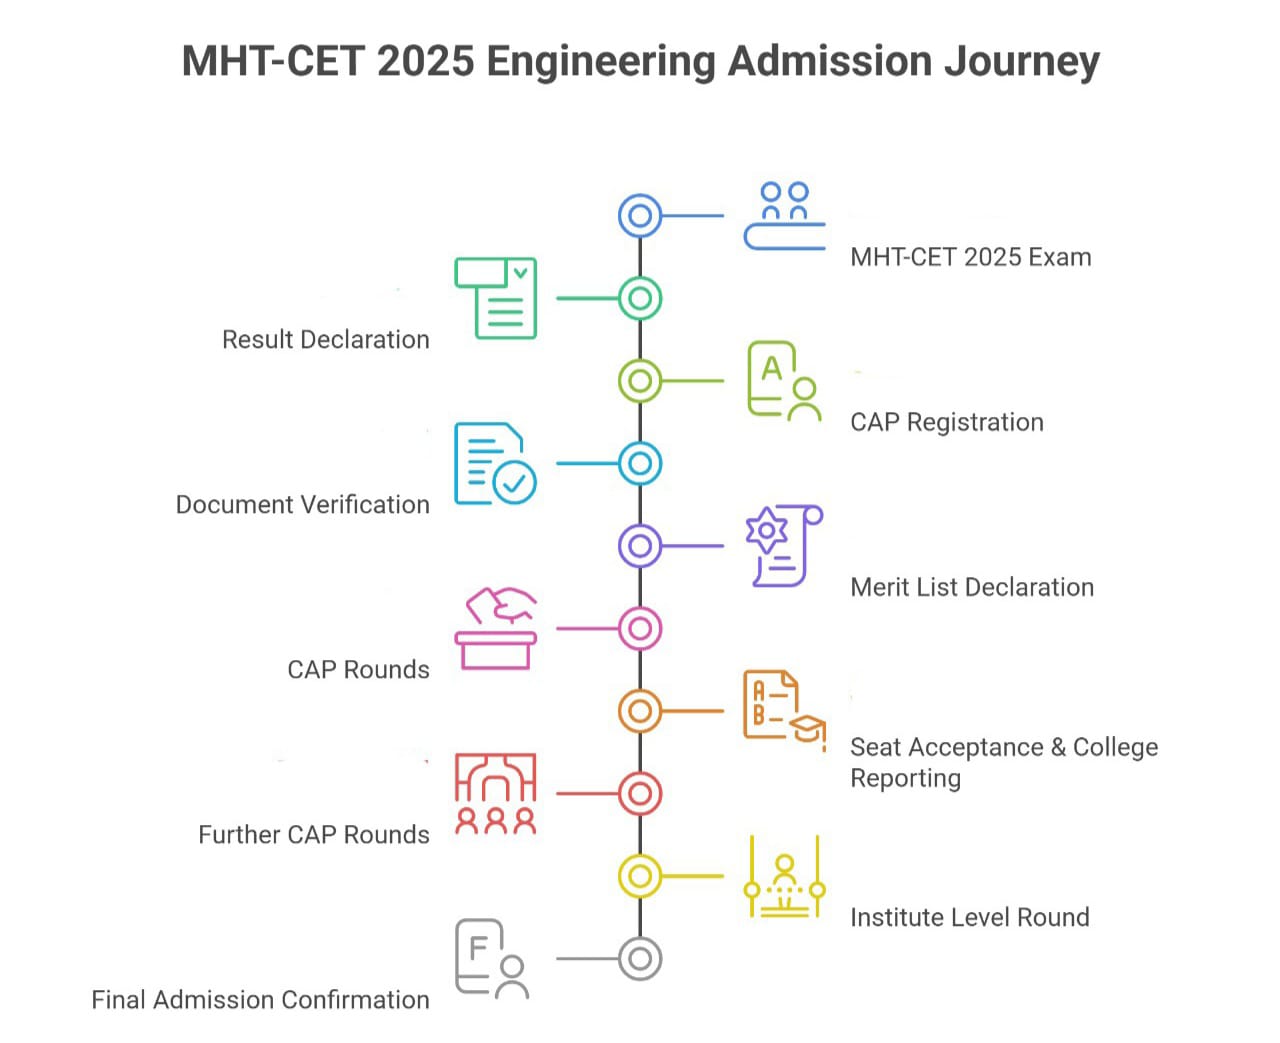 MHT-CET 2025 Engineering Admission Journey
MHT-CET 2025 Exam
Result Declaration
A
CAP Registration
Document Verification
Merit List Declaration
CAP Rounds
A
B
Seat Acceptance & College
Reporting
Further CAP Rounds
Institute Level Round
F
Final Admission Confirmation